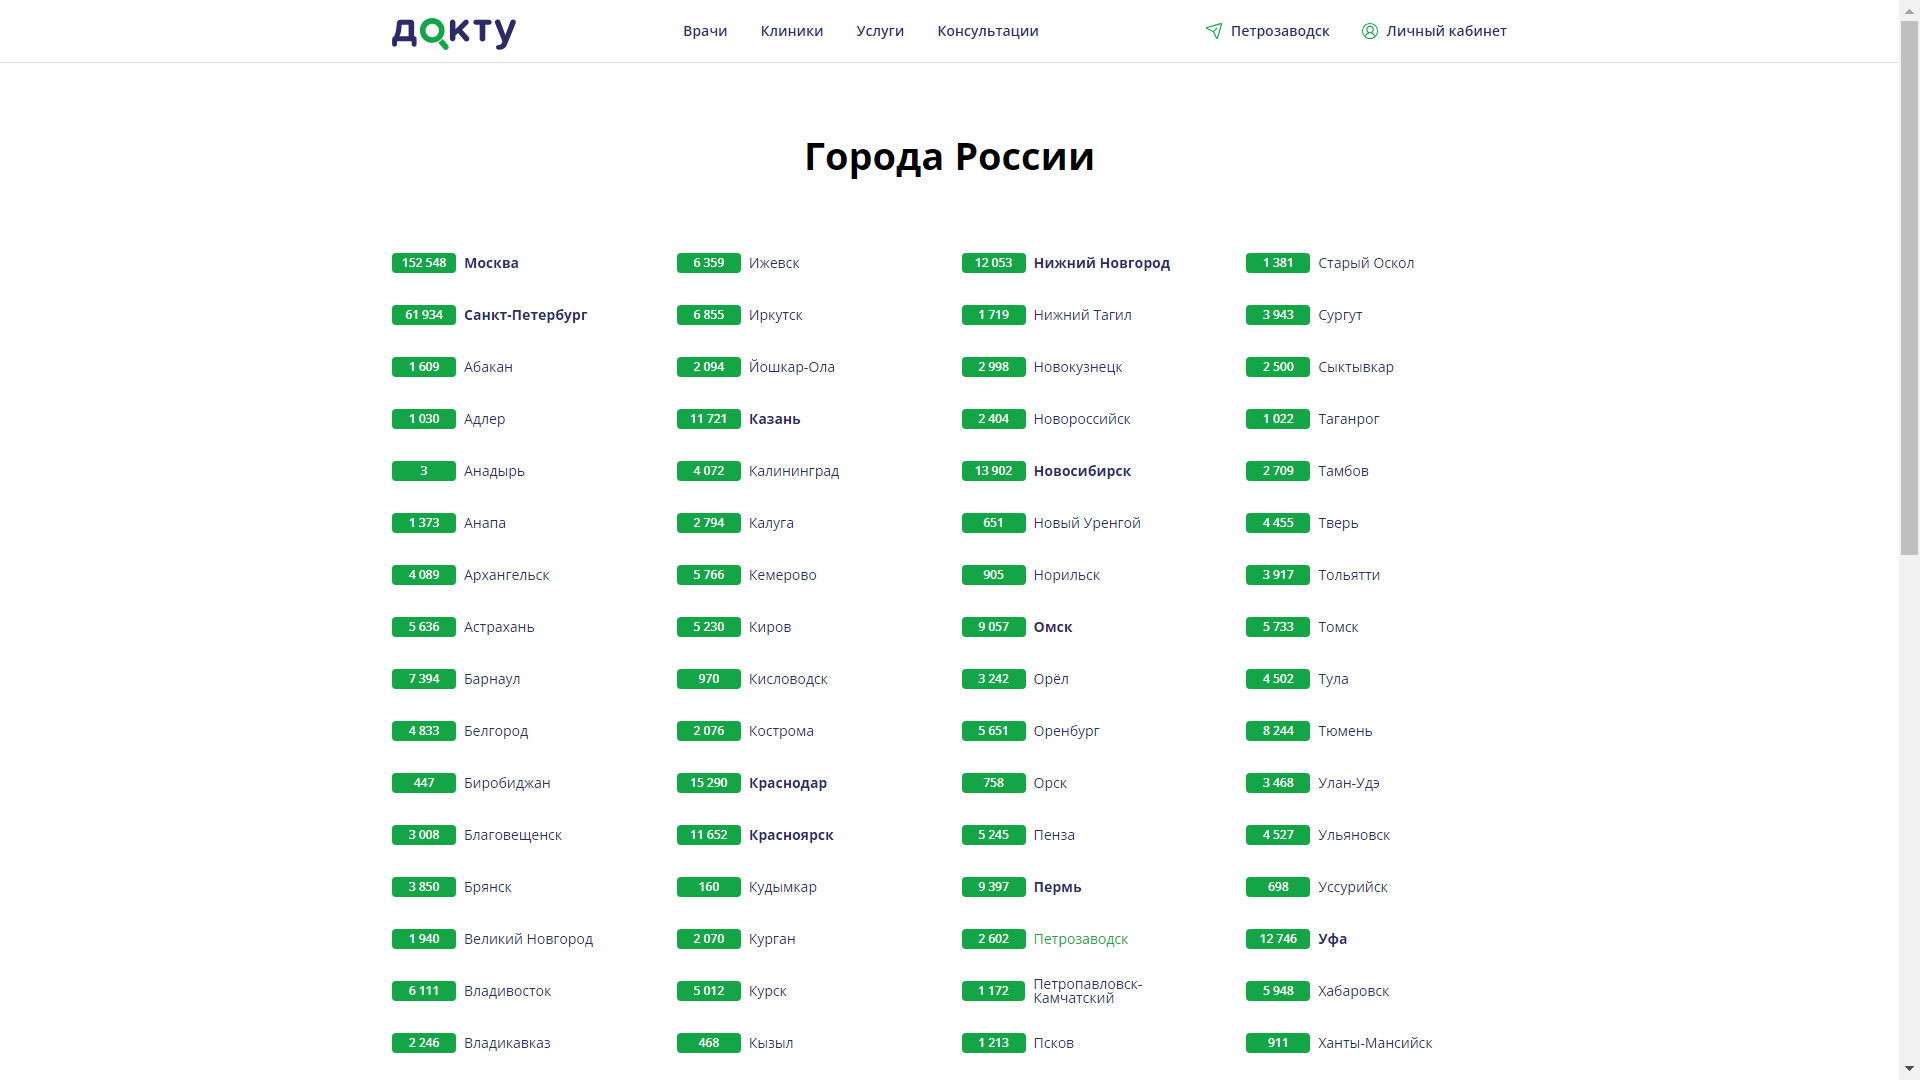 ДОКТУ
Врачи Клиники Услуги Консультации Петрозаводск Личный кабинет
Города России
152 548 Москва
61 934 Санкт-Петербург
1 609 Абакан
1 030 Адлер
3 Анадырь
1 373 Анапа
4 089 Архангельск
5 636 Астрахань
7 394 Барнаул
4 833 Белгород
447 Биробиджан
3 008 Благовещенск
3 850 Брянск
1 940 Великий Новгород
6 111 Владивосток
2 246 Владикавказ
6 359 Ижевск
6 855 Иркутск
2 094 Йошкар-Ола
11 721 Казань
4 072 Калининград
2 794 Калуга
5 766 Кемерово
5 230 Киров
970 Кисловодск
2 076 Кострома
15 290 Краснодар
11 652 Красноярск
160 Кудымкар
2 070 Курган
5 012 Курск
468 Кызыл
12 053 Нижний Новгород
1 719 Нижний Тагил
2 998 Новокузнецк
2 404 Новороссийск
13 902 Новосибирск
651 Новый Уренгой
905 Норильск
9 057 Омск
3 242 Орёл
5 651 Оренбург
758 Орск
5 245 Пенза
9 397 Пермь
2 602 Петрозаводск
1 172 Петропавловск-
Камчатский
1 213 Псков
1 381 Старый Оскол
3 943 Сургут
2 500 Сыктывкар
1 022 Таганрог
2 709 Тамбов
4 455 Тверь
3 917 Тольятти
5 733 Томск
4 502 Тула
8 244 Тюмень
3 468 Улан-Удэ
4 527 Ульяновск
698 Уссурийск
12 746 Уфа
5 948 Хабаровск
911 Ханты-Мансийск